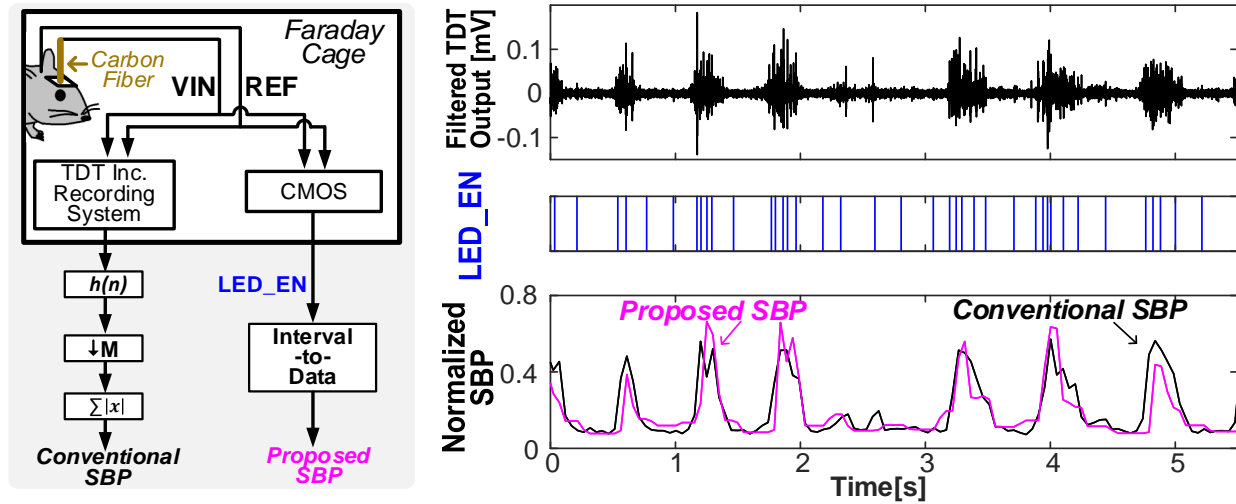 Faraday
Cage
Carbon
Fiber
VIN
REF
TDT Inc.
Recording
System
CMOS
h(n)
LED_EN
↓M
Interval
-to-
Data
∑|x|
Conventional
SBP
Proposed
SBP
Filtered TDT
Output [mV]
0.1
0
-0.1
LED_EN
Normalized
SBP
0.8
0.4
0
Proposed SBP
Conventional SBP
0 1 2 3 4 5
Time[s]